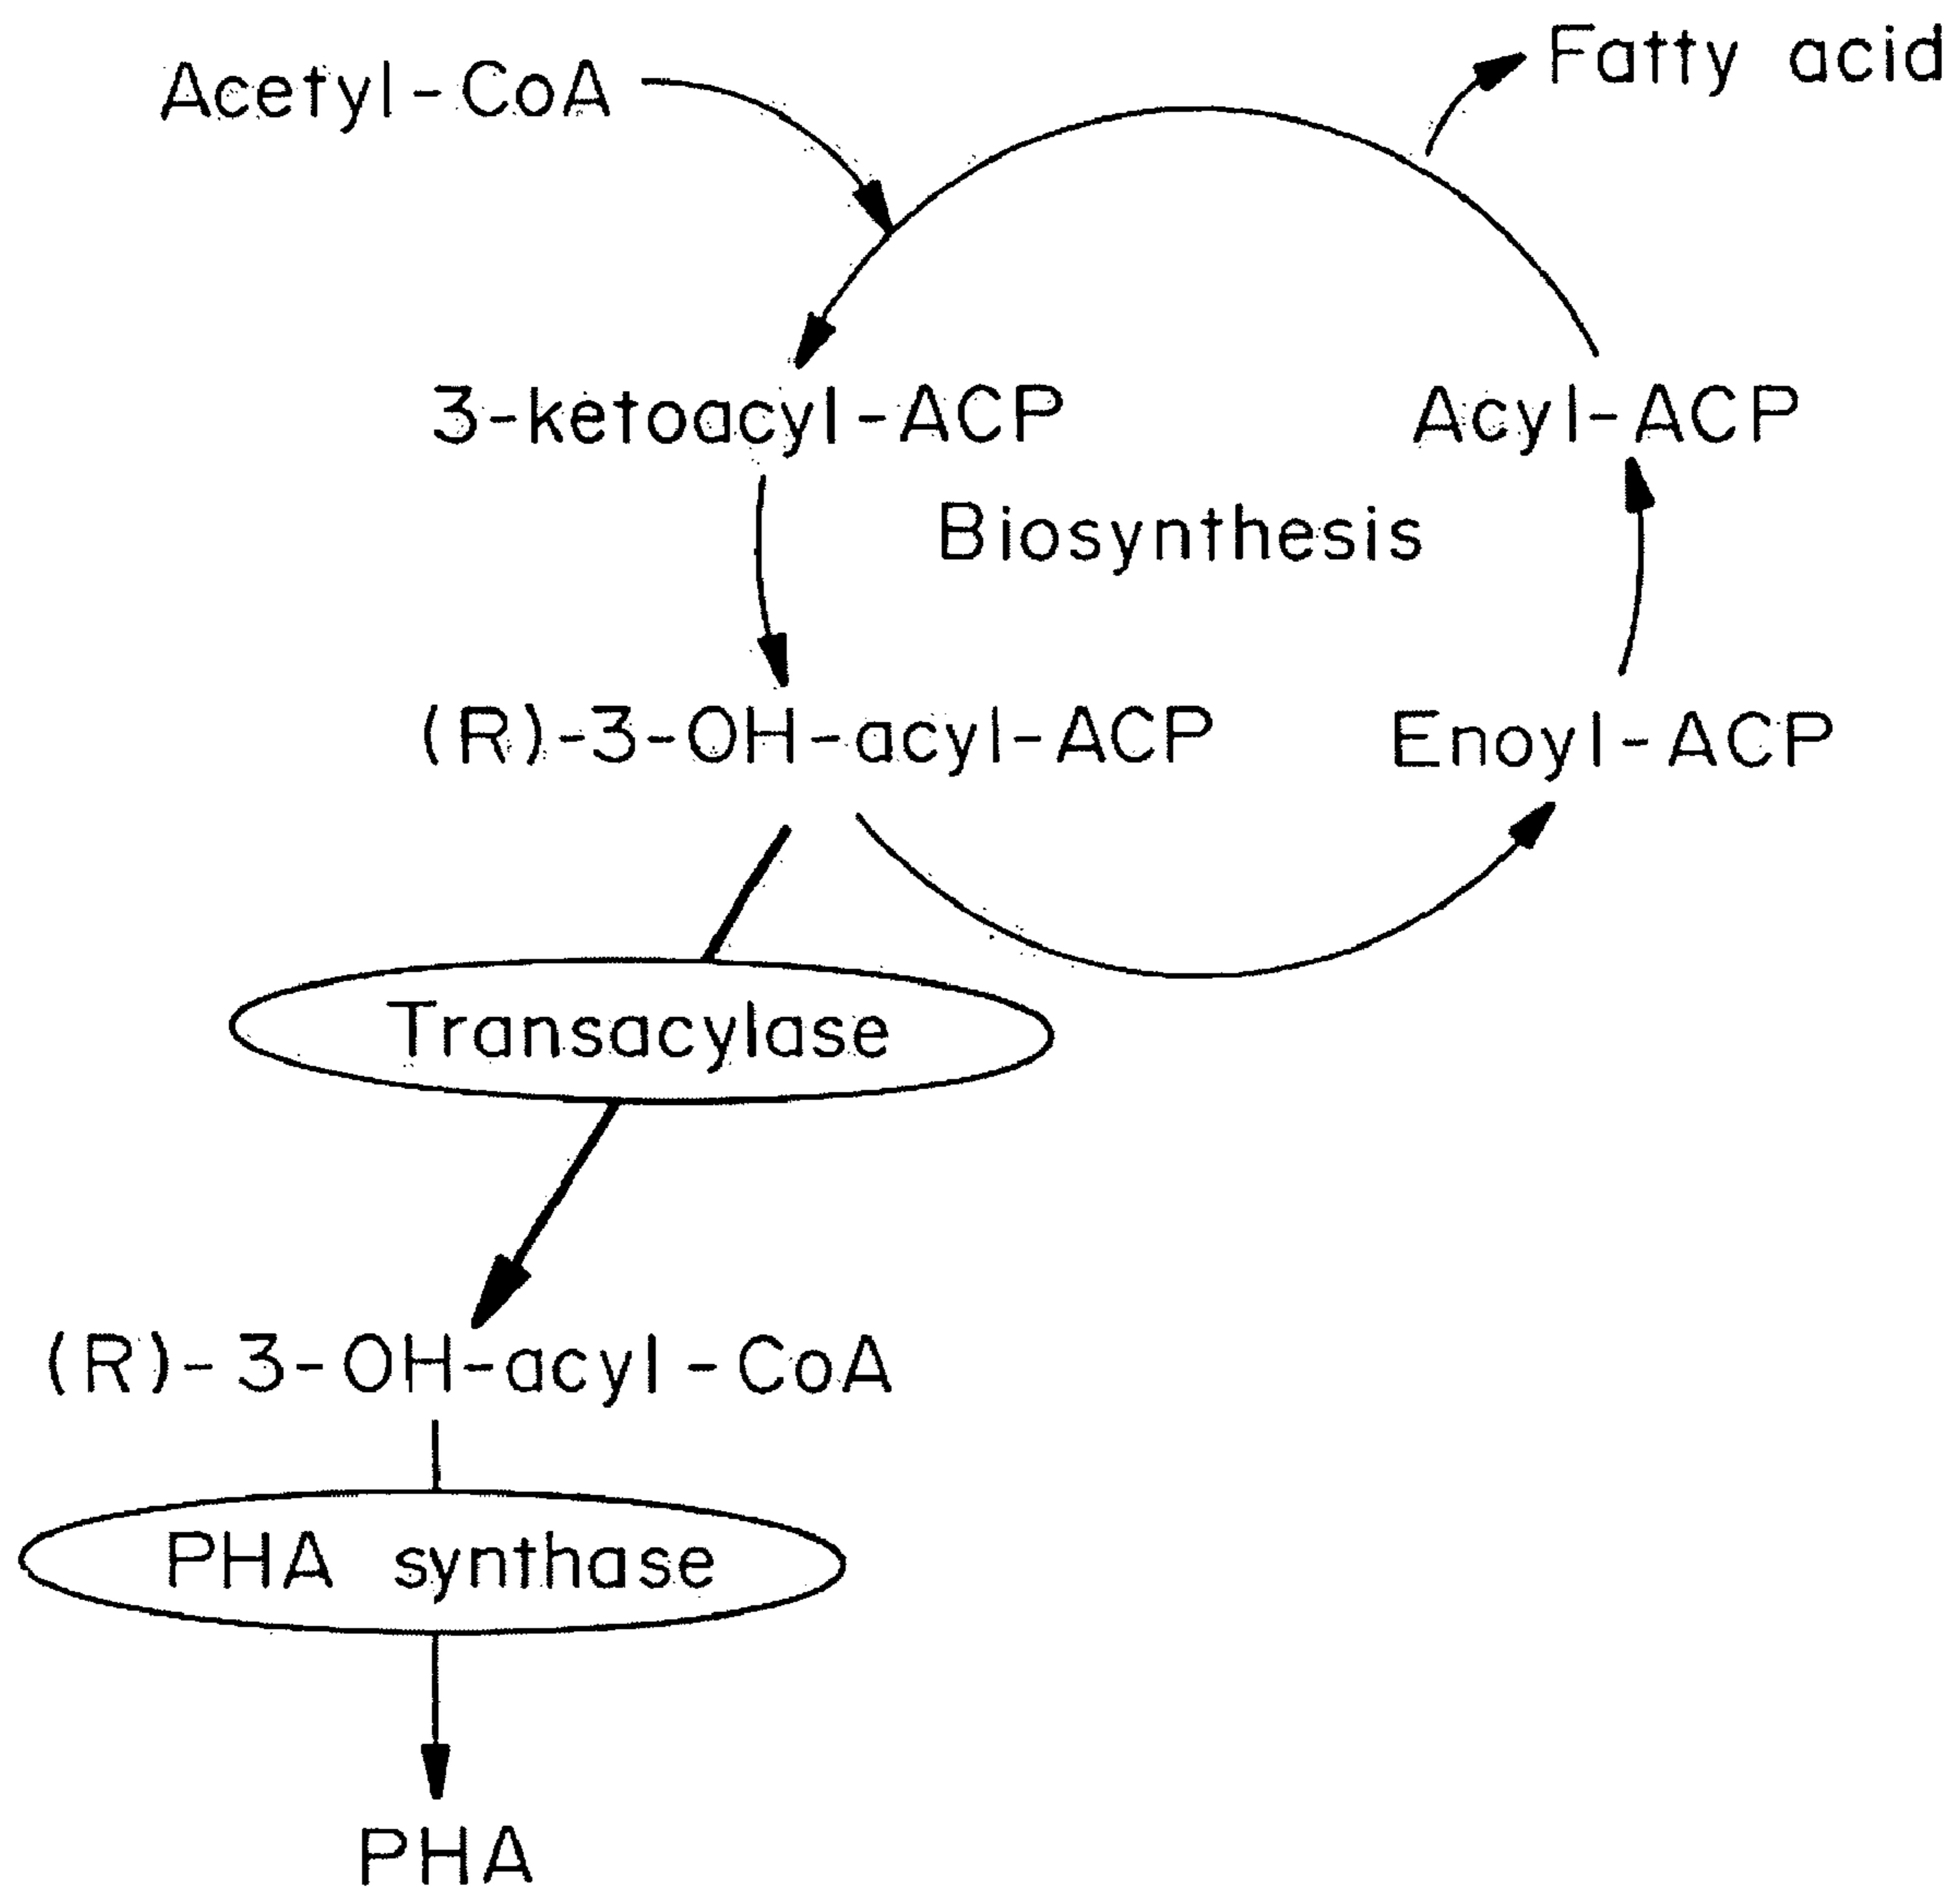 Fatty acid
Acetyl-CoA
3-ketoacyl-ACP
Acyl-ACP
Biosynthesis
(R)-3-OH-acyl-ACP
Enoyl-ACP
Transacylase
(R)-3-OH-acyl-CoA
PHA synthase
PHA